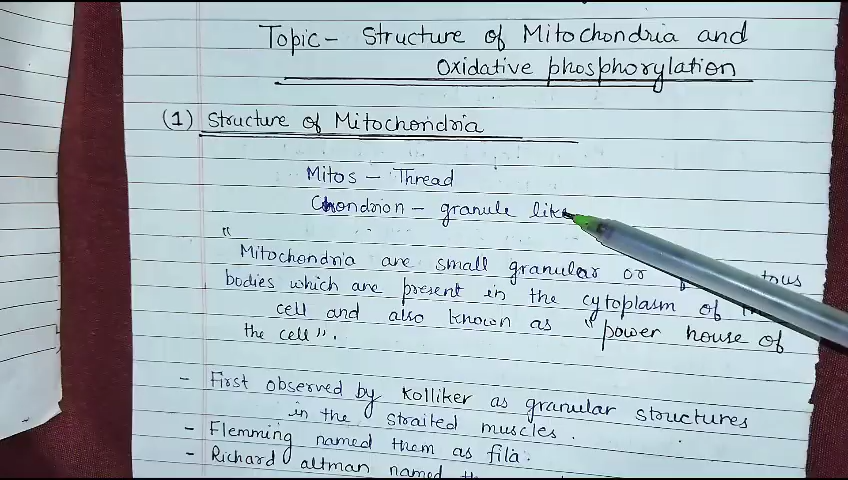 Topic- Structure of Mitochondria and
Oxidative phosphorylation
(1) Structure of Mitochondria
Mitos - Thread
Chondrion - granule like
"Mitochondria are small granular or
bodies which are present in the cytoplasm of
cell and also known as "power house of
the cell".
- First observed by Kolliker as granular structures
in the straited muscles.
- Flemming named them as fila.
- Richard altman named